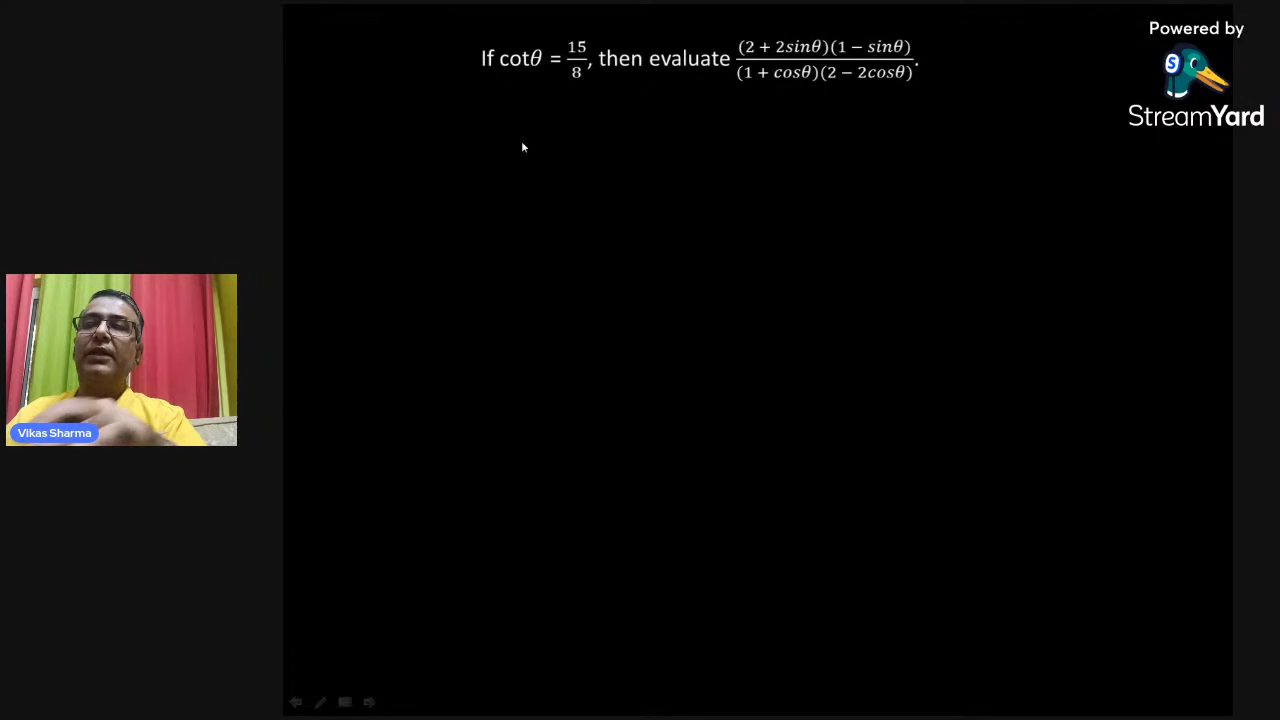 Powered by
StreamYard
If cotθ = 15/8, then evaluate (2 + 2sinθ)(1 − sinθ)/(1 + cosθ)(2 − 2cosθ).
S
Vikas Sharma